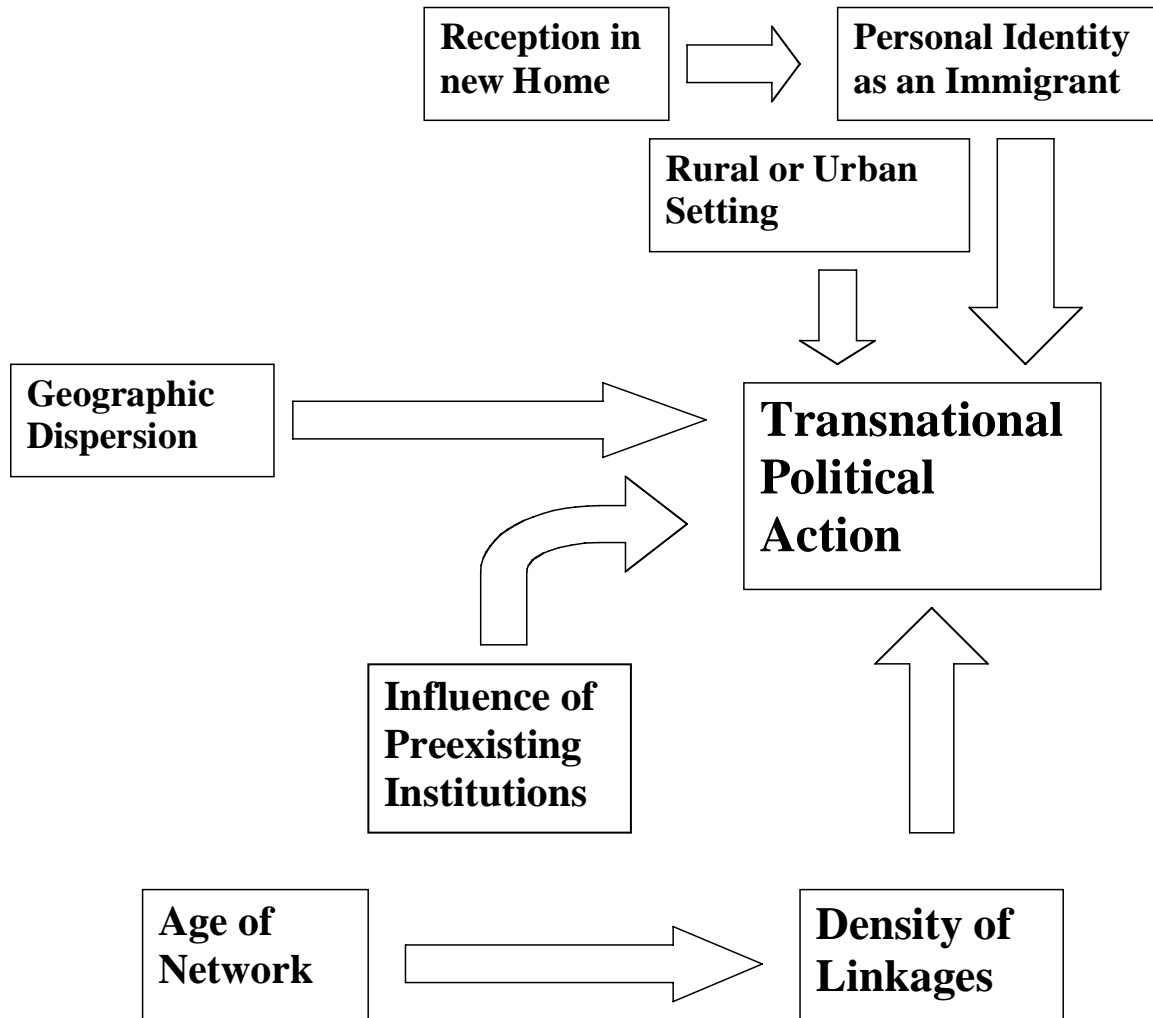 Reception in
new Home
Personal Identity
as an Immigrant
Rural or Urban
Setting
Geographic
Dispersion
Transnational
Political
Action
Influence of
Preexisting
Institutions
Age of
Network
Density of
Linkages